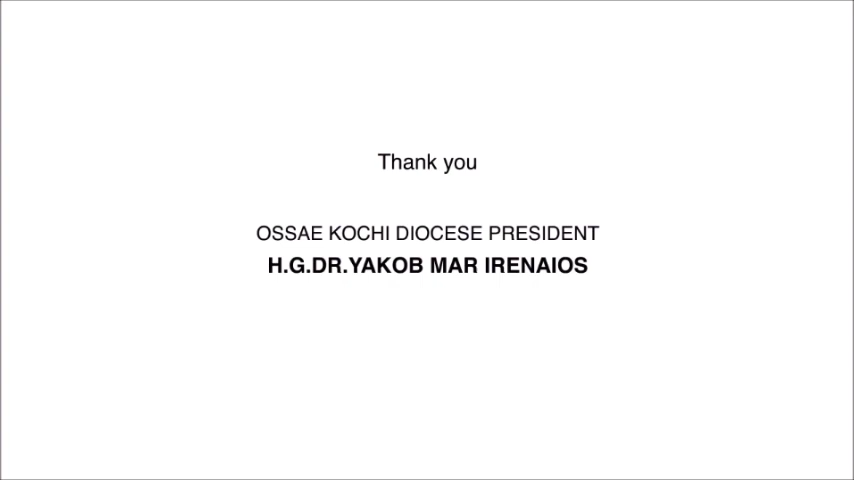 Thank you
OSSAE KOCHI DIOCESE PRESIDENT
H.G.DR.YAKOB MAR IRENAIOS